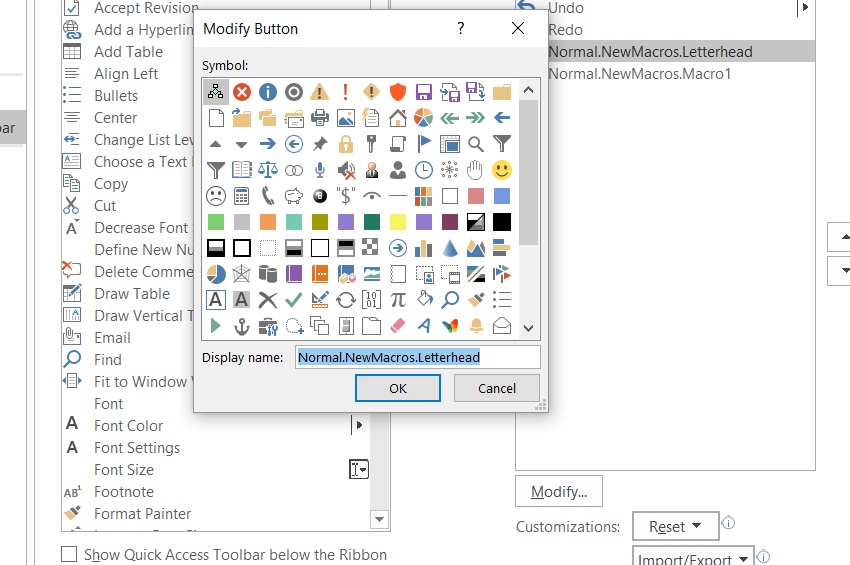 Accept Revision
Add a Hyperlin
Add Table
Align Left
Bullets
Center
Change List Lev
Choose a Text
Copy
Cut
Decrease Font
Define New Nu
Delete Comme
Draw Table
Draw Vertical T
Email
Find
Fit to Window
Font
Font Color
Font Settings
Font Size
Footnote
Format Painter
Show Quick Access Toolbar below the Ribbon
bar
Modify Button
?
Symbol:
Display name:
Normal.NewMacros.Letterhead
OK
Cancel
Undo
Redo
Normal.NewMacros.Letterhead
Normal.NewMacros.Macro1
Modify...
Customizations:
Reset
Import/Export